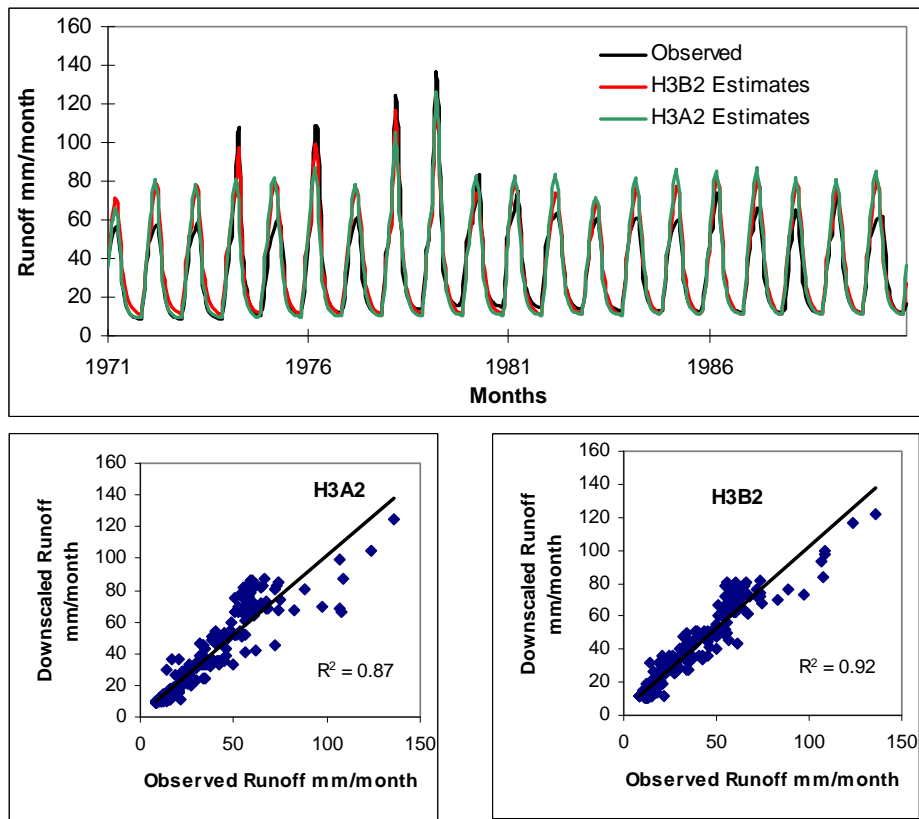 160
140
120
100
80
60
40
20
0
Runoff mm/month
Observed
H3B2 Estimates
H3A2 Estimates
1971 1976 1981 1986
Months
160
140
120
100
80
60
40
20
0
Downscaled Runoff
mm/month
H3A2
R² = 0.87
0 50 100 150
Observed Runoff mm/month
160
140
120
100
80
60
40
20
0
Downscaled Runoff
mm/month
H3B2
R² = 0.92
0 50 100 150
Observed Runoff mm/month